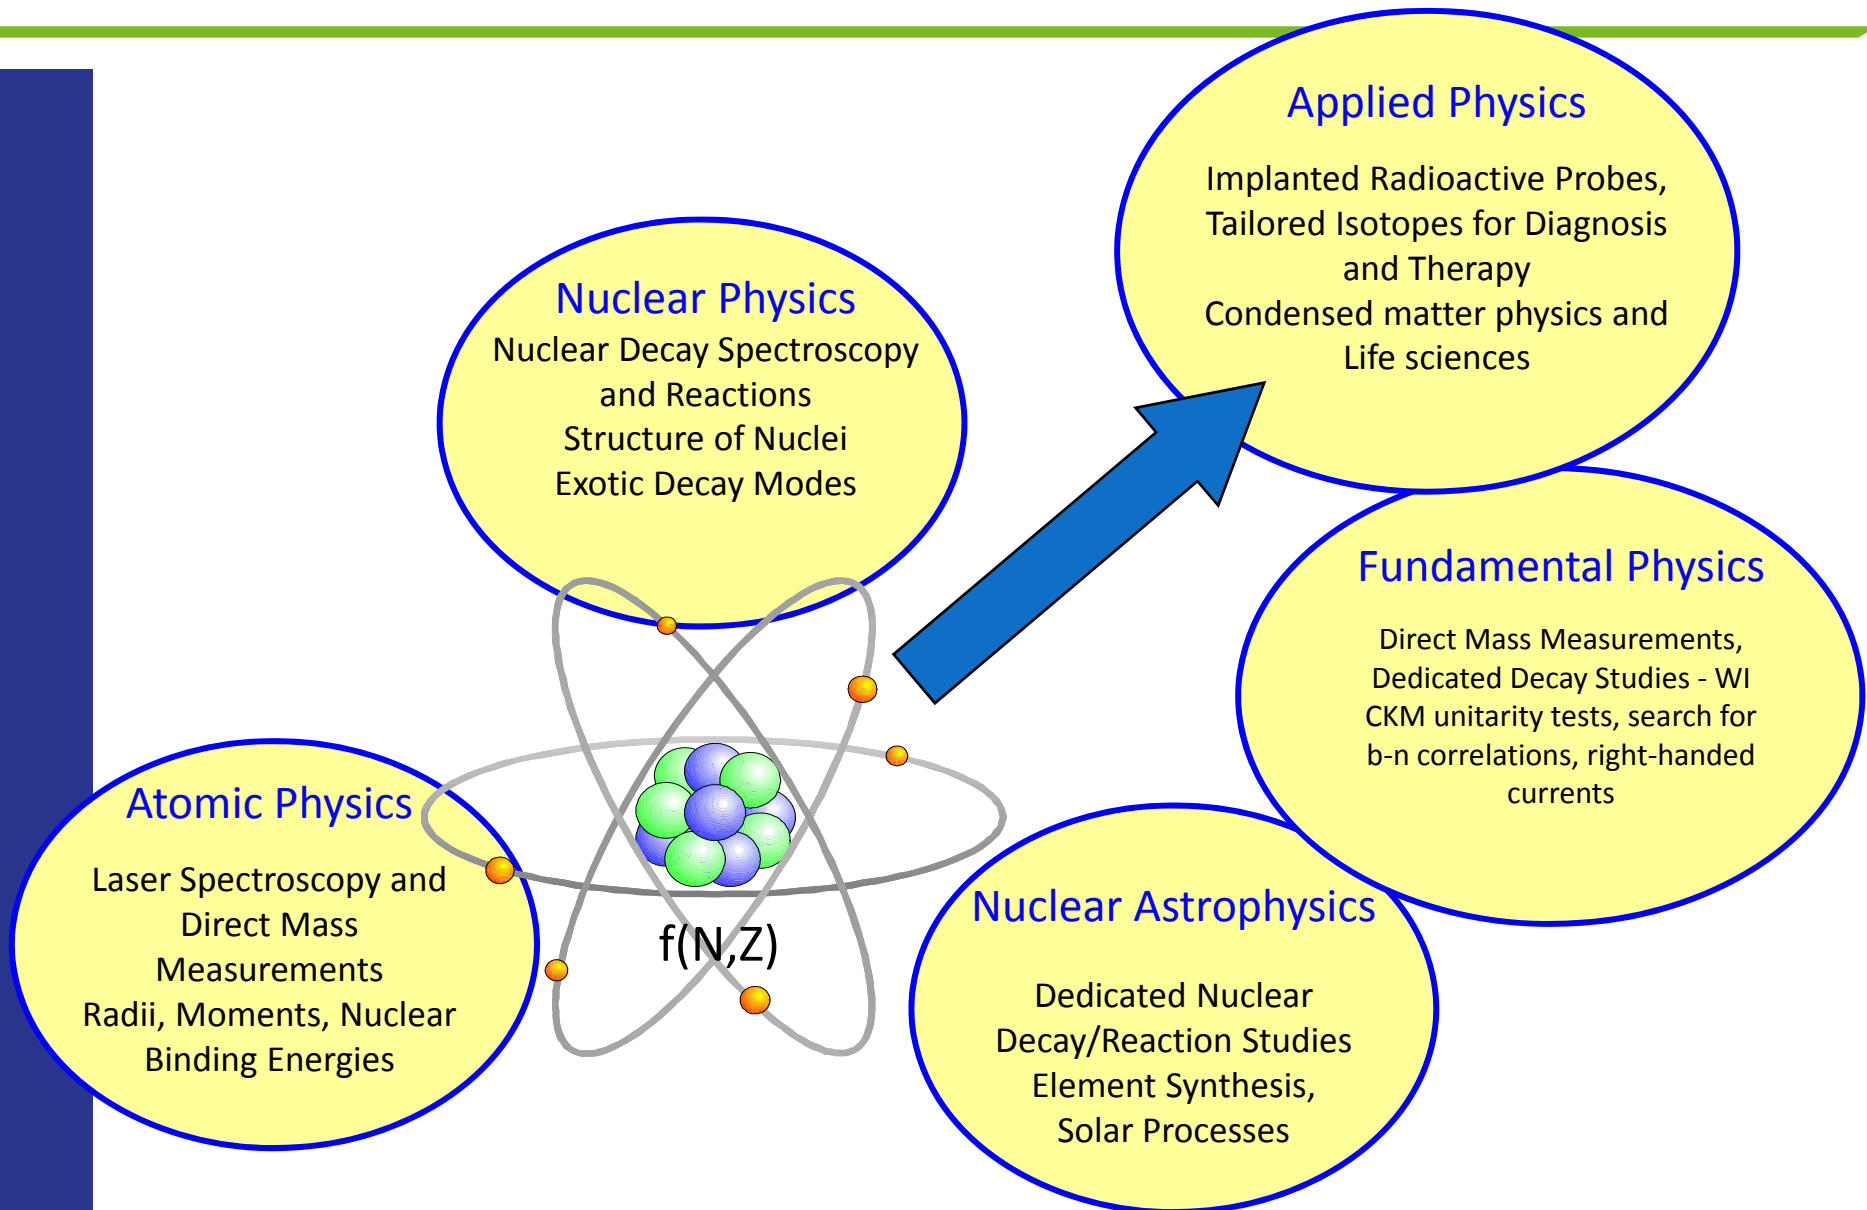 Applied Physics
Implanted Radioactive Probes,
Tailored Isotopes for Diagnosis
and Therapy
Condensed matter physics and
Life sciences
Nuclear Physics
Nuclear Decay Spectroscopy
and Reactions
Structure of Nuclei
Exotic Decay Modes
Fundamental Physics
Direct Mass Measurements,
Dedicated Decay Studies - WI
CKM unitarity tests, search for
b-n correlations, right-handed
currents
Atomic Physics
Laser Spectroscopy and
Direct Mass
Measurements
Radii, Moments, Nuclear
Binding Energies
f(N,Z)
Nuclear Astrophysics
Dedicated Nuclear
Decay/Reaction Studies
Element Synthesis,
Solar Processes